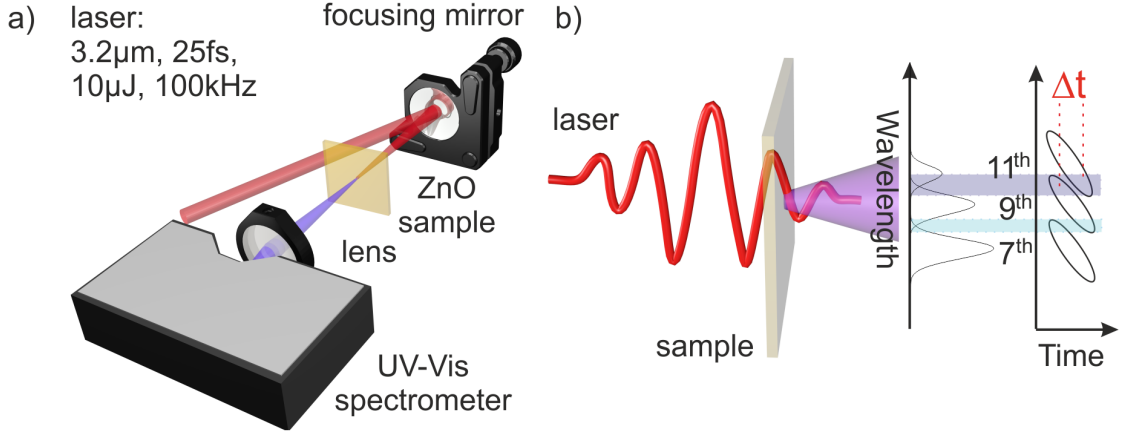 a)
laser:
3.2µm, 25fs,
10µJ, 100kHz
focusing mirror
ZnO
sample
lens
UV-Vis
spectrometer
b)
laser
sample
Wavelength
11th
9th
7th
Δt
Time